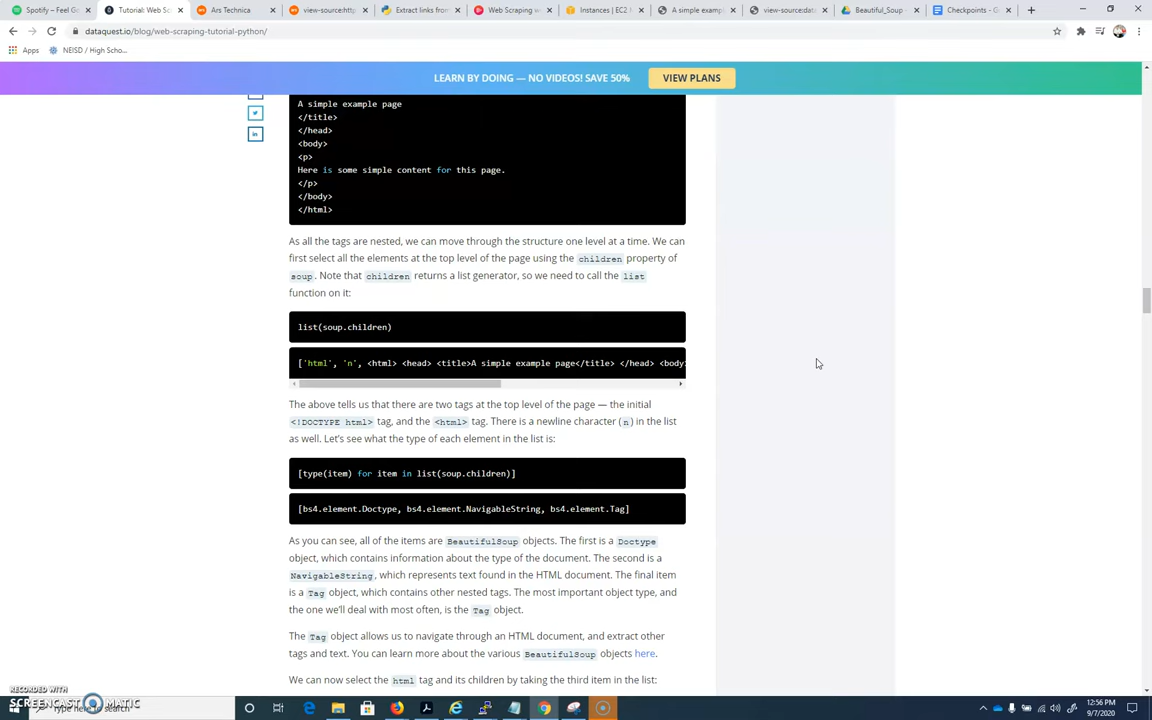 Spotify – Feel Go
Tutorial: Web Scr
Ars Technica
view-source:htt
Extract links from
Web Scraping w
Instances | EC2 M
A simple examp
view-source:dat
Beautiful_Soup -
Checkpoints - G
dataquest.io/blog/web-scraping-tutorial-python/
Apps
NEISD / High Scho...
LEARN BY DOING — NO VIDEOS! SAVE 50%
VIEW PLANS
A simple example page
</title>
</head>
<body>
<p>
Here is some simple content for this page.
</p>
</body>
</html>
As all the tags are nested, we can move through the structure one level at a time. We can
first select all the elements at the top level of the page using the children property of
soup. Note that children returns a list generator, so we need to call the list
function on it:
list(soup.children)
['html', 'n', <html> <head> <title>A simple example page</title> </head> <body>
The above tells us that there are two tags at the top level of the page — the initial
<!DOCTYPE html> tag, and the <html> tag. There is a newline character (n) in the list
as well. Let's see what the type of each element in the list is:
[type(item) for item in list(soup.children)]
[bs4.element.Doctype, bs4.element.NavigableString, bs4.element.Tag]
As you can see, all of the items are BeautifulSoup objects. The first is a Doctype
object, which contains information about the type of the document. The second is a
NavigableString, which represents text found in the HTML document. The final item
is a Tag object, which contains other nested tags. The most important object type, and
the one we'll deal with most often, is the Tag object.
The Tag object allows us to navigate through an HTML document, and extract other
tags and text. You can learn more about the various BeautifulSoup objects here.
We can now select the html tag and its children by taking the third item in the list:
RECORDED WITH
SCREENCAST MATIC
Type here to search
12:56 PM
9/7/2020